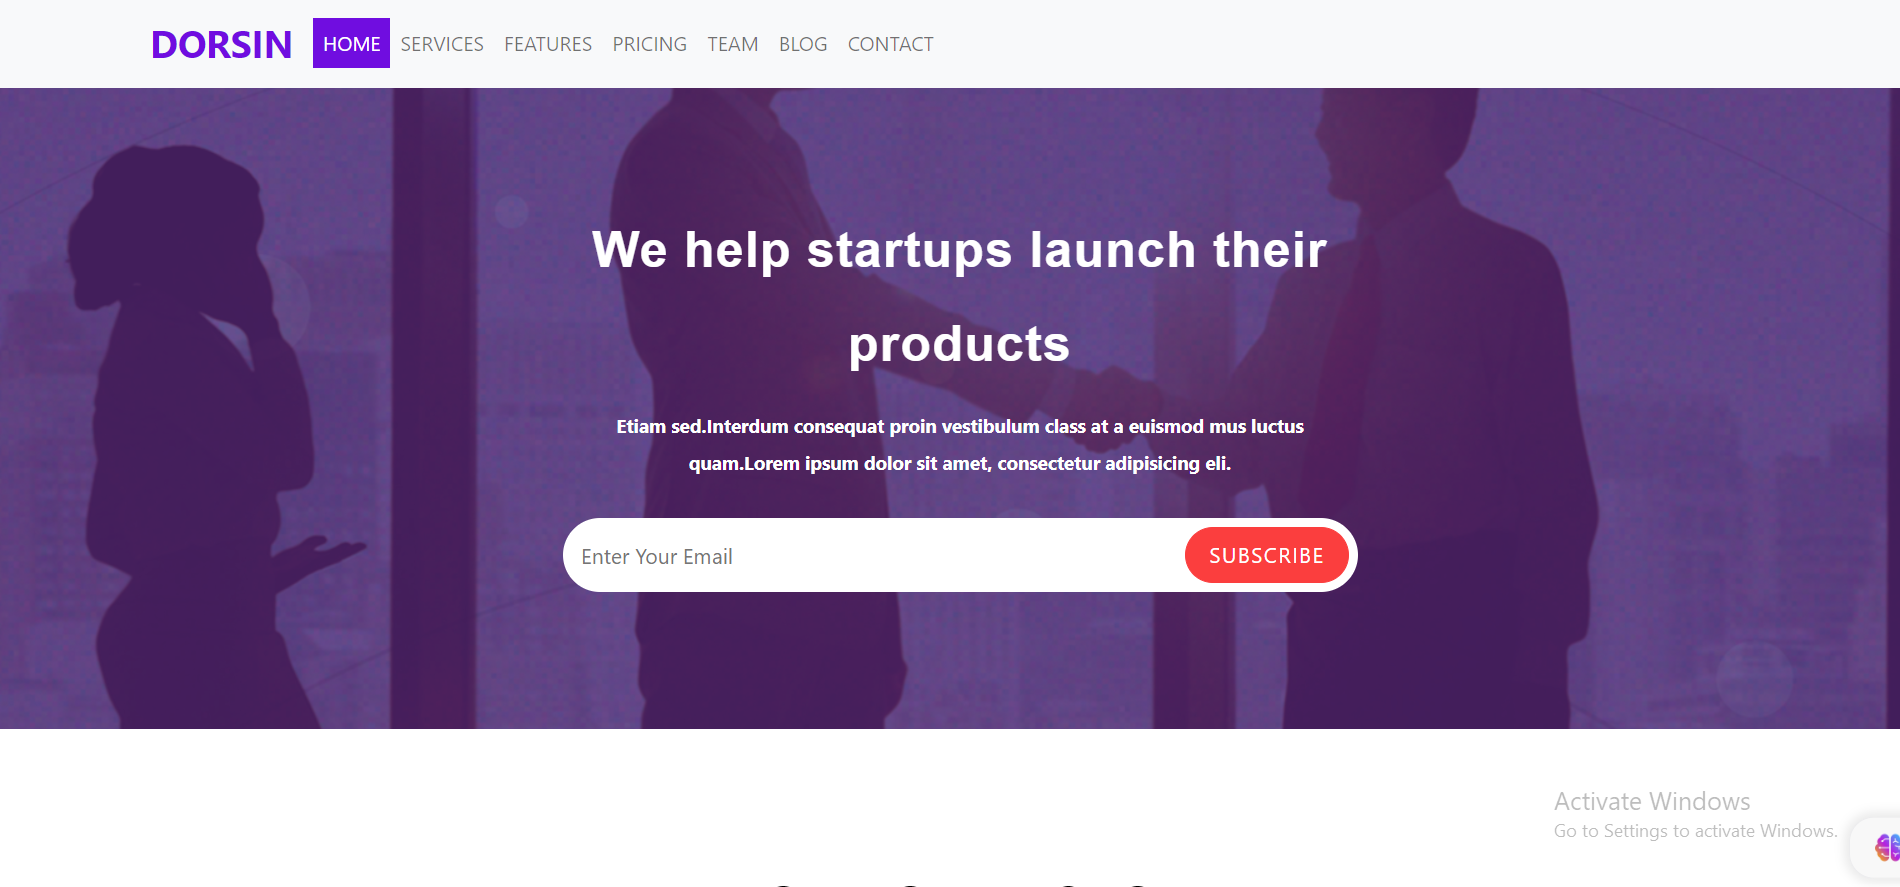 DORSIN HOME SERVICES FEATURES PRICING TEAM BLOG CONTACT
We help startups launch their
products
Etiam sed.Interdum consequat proin vestibulum class at a euismod mus luctus
quam.Lorem ipsum dolor sit amet, consectetur adipisicing eli.
Enter Your Email SUBSCRIBE
Activate Windows
Go to Settings to activate Windows.